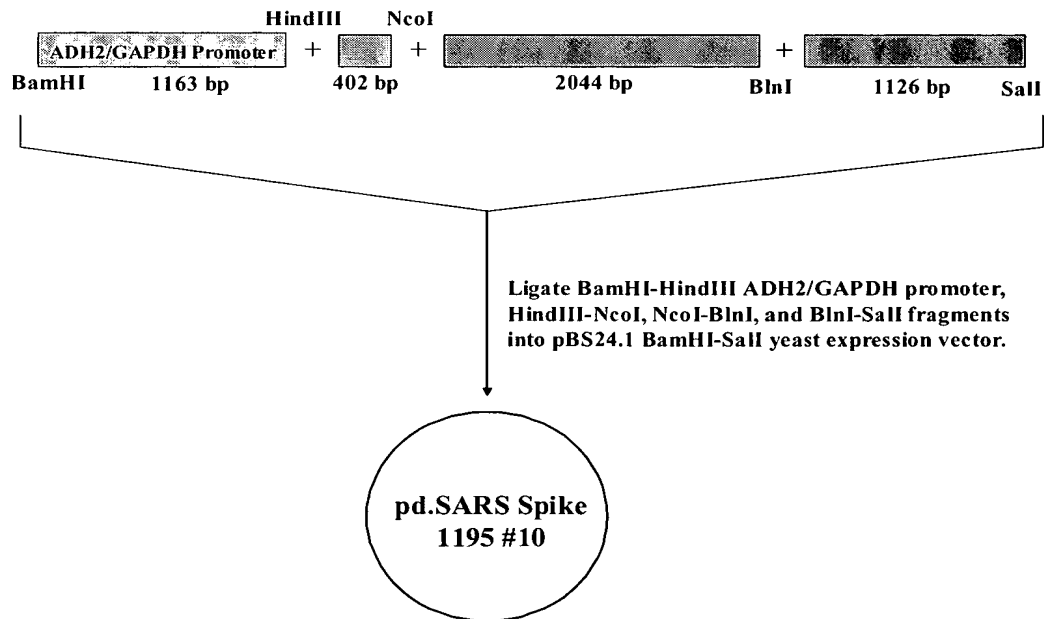 HindIII NcoI
ADH2/GAPDH Promoter + + +
BamHI 1163 bp 402 bp 2044 bp BlnI 1126 bp SalI
Ligate BamHI-HindIII ADH2/GAPDH promoter,
HindIII-NcoI, NcoI-BlnI, and BlnI-SalI fragments
into pBS24.1 BamHI-SalI yeast expression vector.
pd.SARS Spike
1195 #10